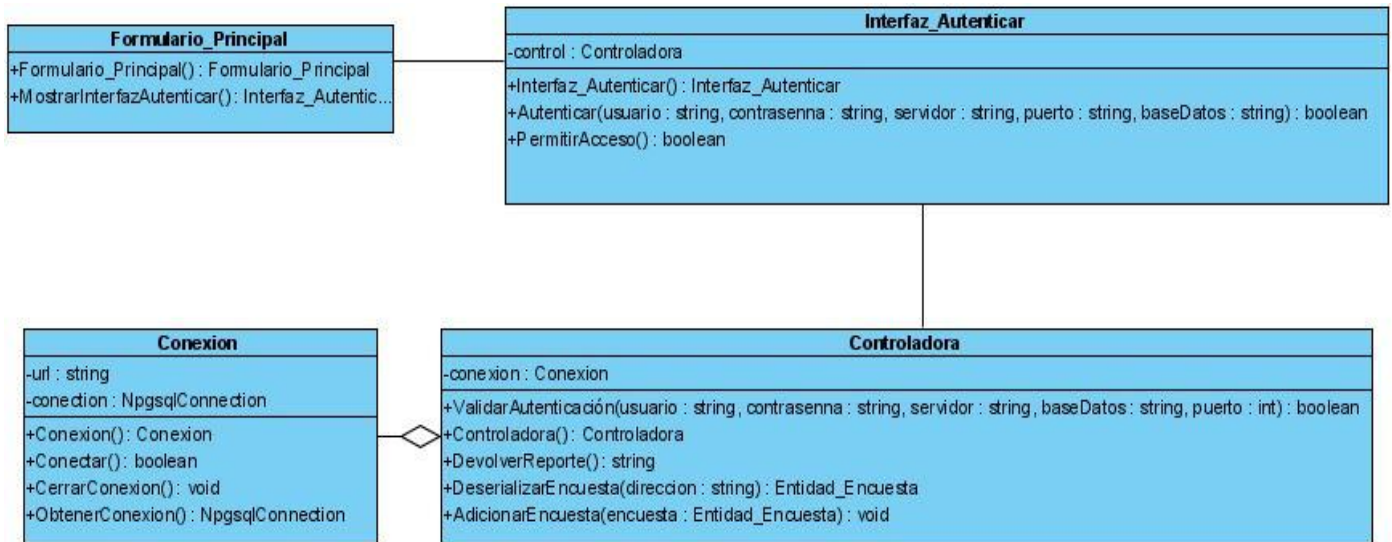 Formulario_Principal
+Formulario_Principal() : Formulario_Principal
+MostrarInterfazAutenticar() : Interfaz_Autentic...
Interfaz_Autenticar
-control : Controladora
+Interfaz_Autenticar() : Interfaz_Autenticar
+Autenticar(usuario : string, contrasenna : string, servidor : string, puerto : string, baseDatos : string) : boolean
+PermitirAcceso() : boolean
Conexion
-url : string
-conection : NpgsqlConnection
+Conexion() : Conexion
+Conectar() : boolean
+CerrarConexion() : void
+ObtenerConexion() : NpgsqlConnection
Controladora
-conexion : Conexion
+ValidarAutenticación(usuario : string, contrasenna : string, servidor : string, baseDatos : string, puerto : int) : boolean
+Controladora() : Controladora
+DevolverReporte() : string
+DeserializarEncuesta(direccion : string) : Entidad_Encuesta
+AdicionarEncuesta(encuesta : Entidad_Encuesta) : void